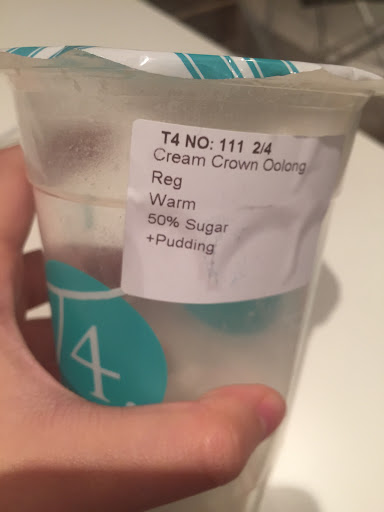 T4 NO: 111 2/4
Cream Crown Oolong
Reg
Warm
50% Sugar
+Pudding
T4